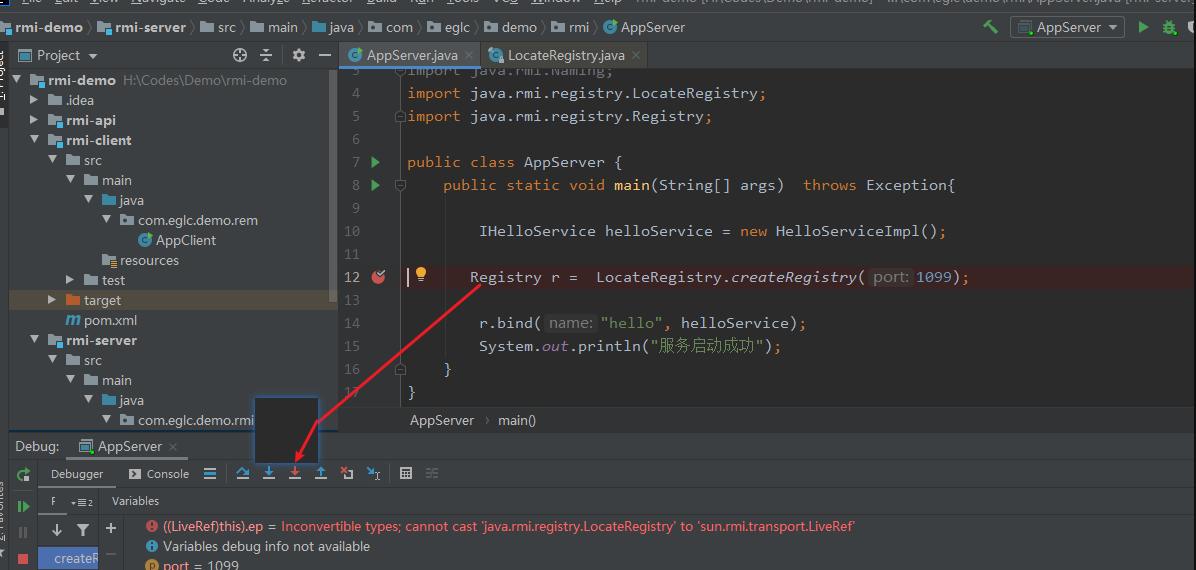 rmi-demo rmi-server src main java com eglc demo rmi AppServer AppServer
Project AppServer.java LocateRegistry.java
rmi-demo H:\Codes\Demo\rmi-demo
.idea
rmi-api
rmi-client
src
main
java
com.eglc.demo.rem
AppClient
resources
test
target
pom.xml
rmi-server
src
main
java
com.eglc.demo.rmi
3 import java.rmi.Naming;
4 import java.rmi.registry.LocateRegistry;
5 import java.rmi.registry.Registry;
6
7 public class AppServer {
8 public static void main(String[] args) throws Exception{
9
10 IHelloService helloService = new HelloServiceImpl();
11
12 Registry r = LocateRegistry.createRegistry( port: 1099);
13
14 r.bind( name: "hello", helloService);
15 System.out.println("服务启动成功");
16 }
17 }
AppServer main()
Debug: AppServer
Debugger Console
F 2 Variables
((LiveRef)this).ep = Inconvertible types; cannot cast 'java.rmi.registry.LocateRegistry' to 'sun.rmi.transport.LiveRef'
Variables debug info not available
createR
port = 1099